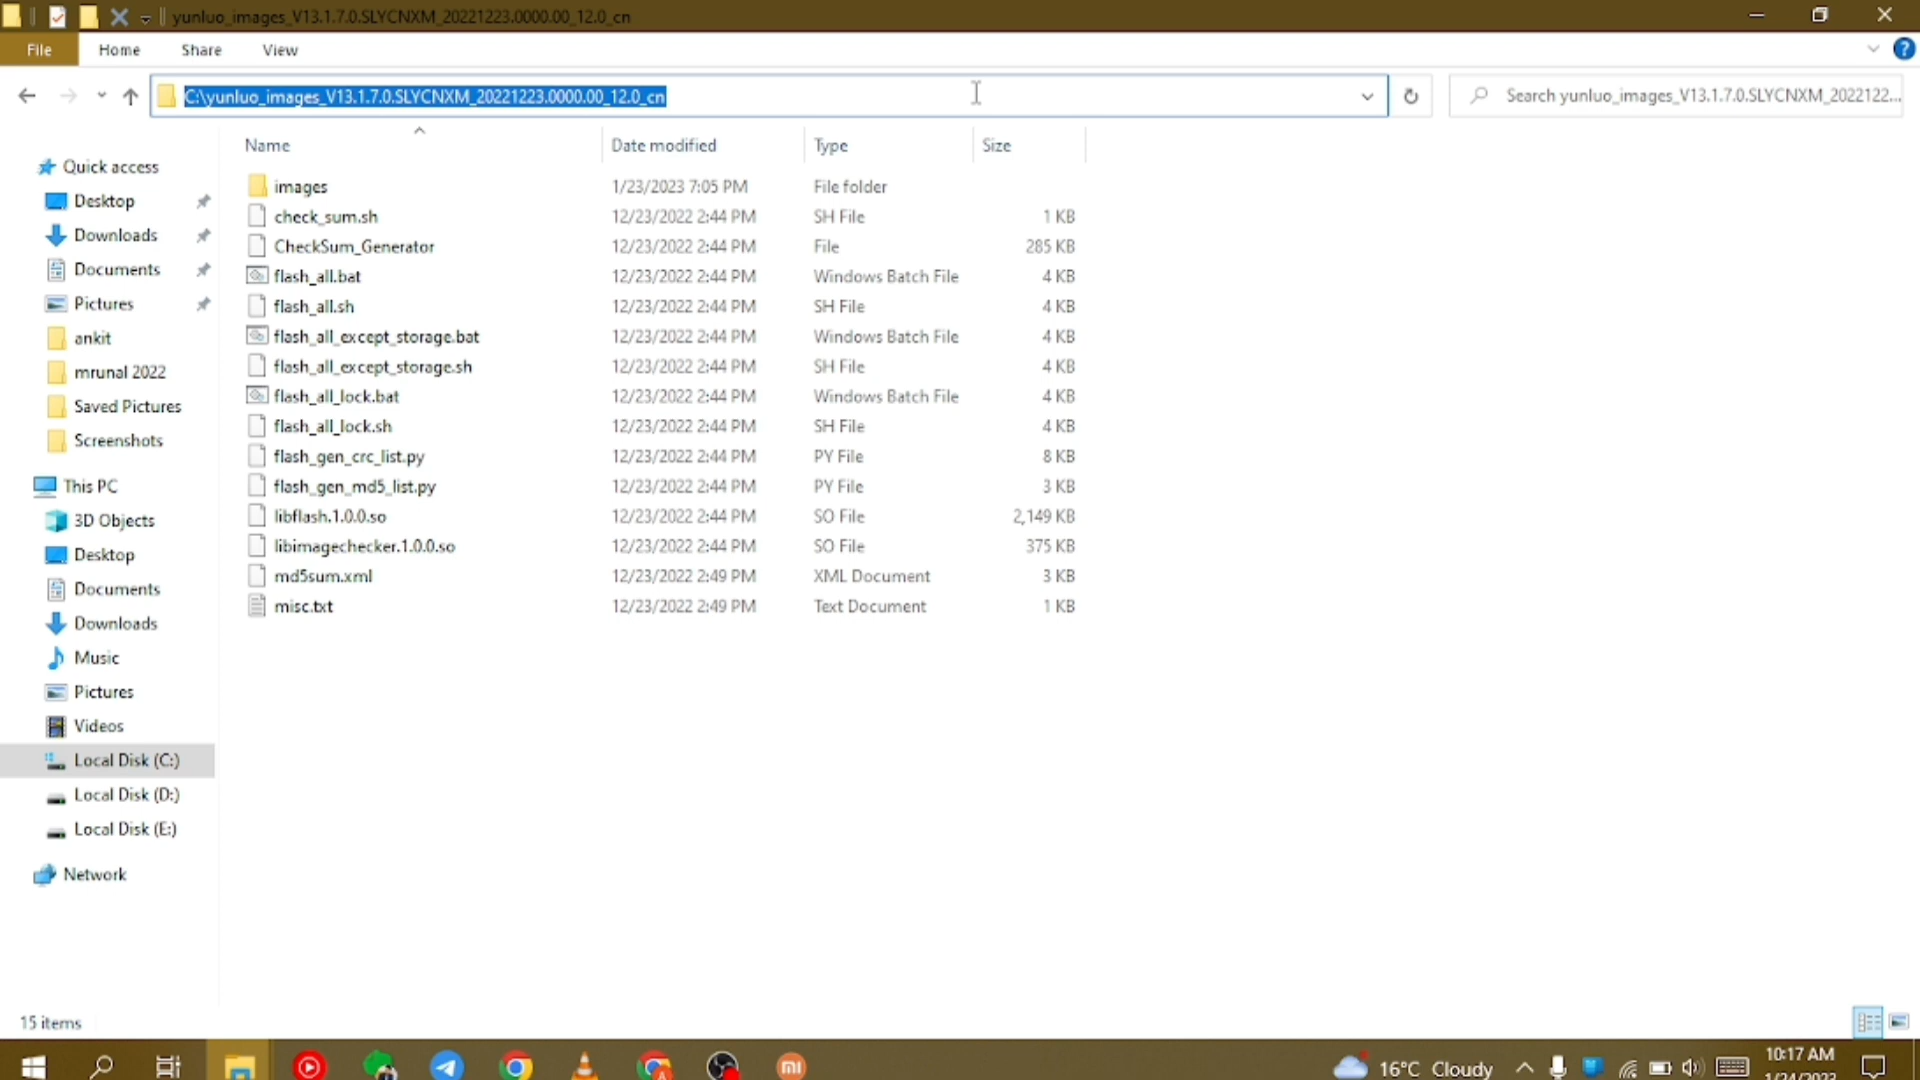 yunluo_images_V13.1.7.0.SLYCNXM_20221223.0000.00_12.0_cn
File Home Share View
C:\yunluo_images_V13.1.7.0.SLYCNXM_20221223.0000.00_12.0_cn
Search yunluo_images_V13.1.7.0.SLYCNXM_2022122...
Name Date modified Type Size
Quick access
Desktop
Downloads
Documents
Pictures
ankit
mrunal 2022
Saved Pictures
Screenshots
This PC
3D Objects
Desktop
Documents
Downloads
Music
Pictures
Videos
Local Disk (C:)
Local Disk (D:)
Local Disk (E:)
Network
images 1/23/2023 7:05 PM File folder
check_sum.sh 12/23/2022 2:44 PM SH File 1 KB
CheckSum_Generator 12/23/2022 2:44 PM File 285 KB
flash_all.bat 12/23/2022 2:44 PM Windows Batch File 4 KB
flash_all.sh 12/23/2022 2:44 PM SH File 4 KB
flash_all_except_storage.bat 12/23/2022 2:44 PM Windows Batch File 4 KB
flash_all_except_storage.sh 12/23/2022 2:44 PM SH File 4 KB
flash_all_lock.bat 12/23/2022 2:44 PM Windows Batch File 4 KB
flash_all_lock.sh 12/23/2022 2:44 PM SH File 4 KB
flash_gen_crc_list.py 12/23/2022 2:44 PM PY File 8 KB
flash_gen_md5_list.py 12/23/2022 2:44 PM PY File 3 KB
libflash.1.0.0.so 12/23/2022 2:44 PM SO File 2,149 KB
libimagechecker.1.0.0.so 12/23/2022 2:44 PM SO File 375 KB
md5sum.xml 12/23/2022 2:49 PM XML Document 3 KB
misc.txt 12/23/2022 2:49 PM Text Document 1 KB
15 items
mi
16°C Cloudy
10:17 AM
1/24/2023